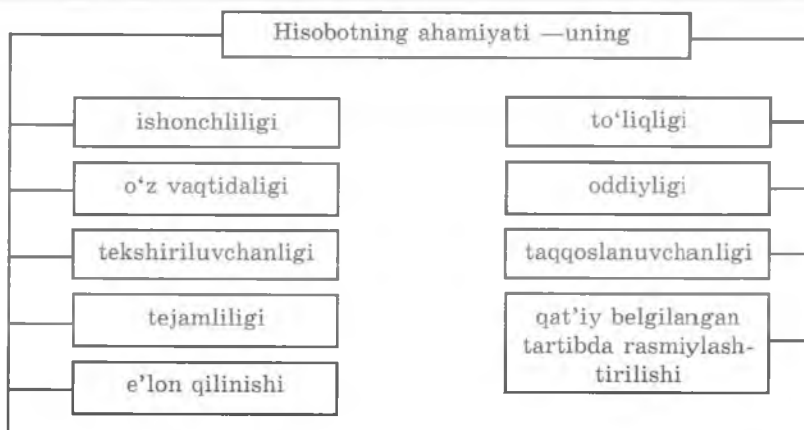 Hisobotning ahamiyati —uning
ishonchliligi
o‘z vaqtidaligi
tekshiriluvchanligi
tejamliligi
e’lon qilinishi
to‘liqligi
oddiyligi
taqqoslanuvchanligi
qat’iy belgilangan
tartibda rasmiylash-
tirilishi